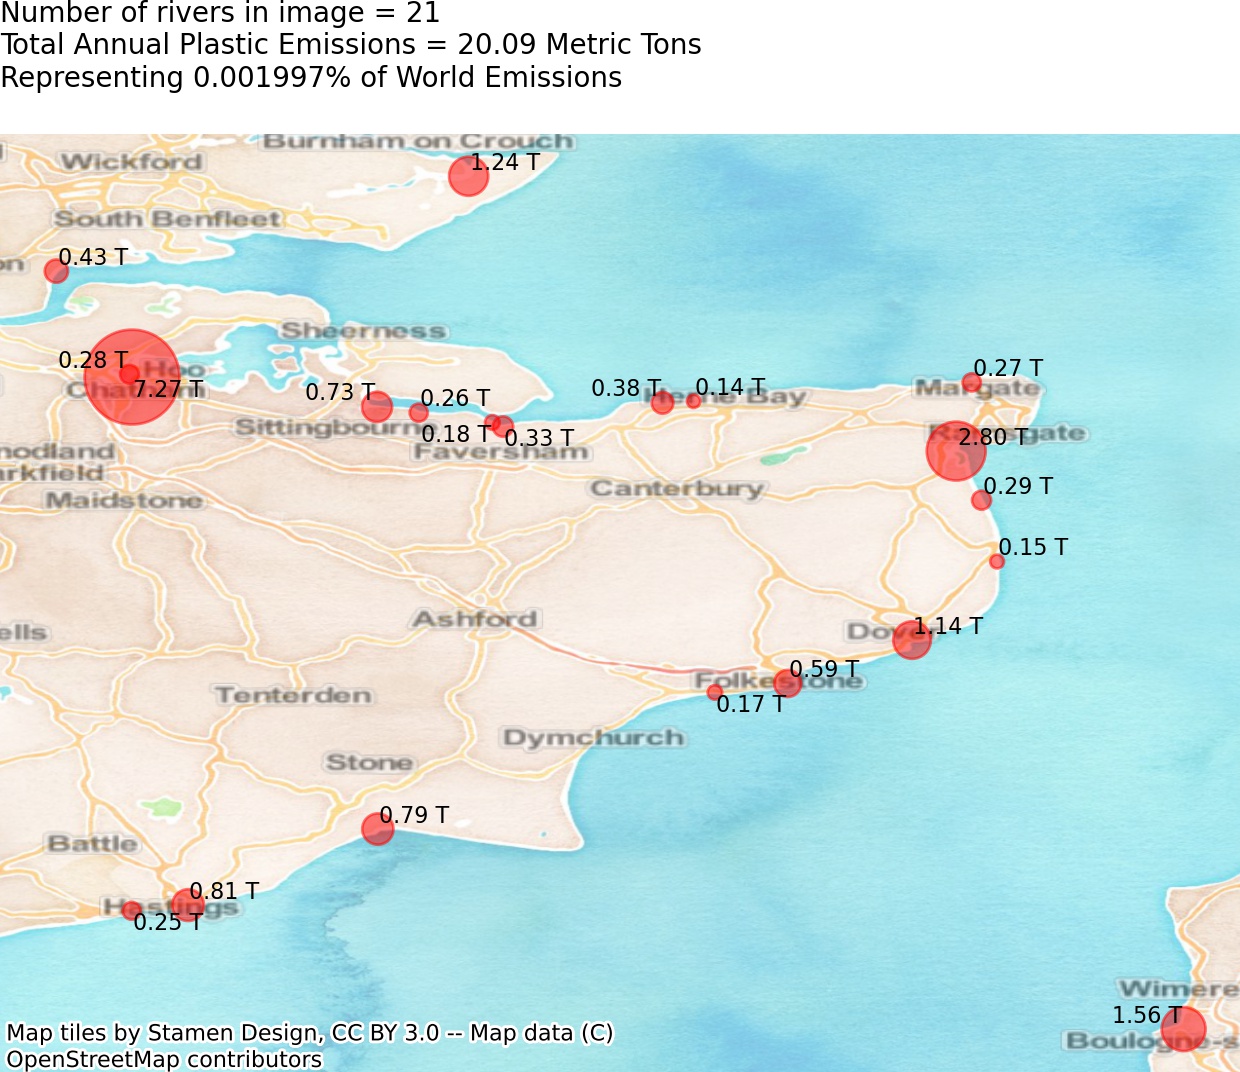 Number of rivers in image = 21
Total Annual Plastic Emissions = 20.09 Metric Tons
Representing 0.001997% of World Emissions
Burnham on Crouch
Wickford
1.24 T
South Benfleet
0.43 T
Sheerness
0.28 T
Hoo
7.27 T
0.73 T
0.26 T
0.38 T
0.14 T
0.27 T
Margate
Sittingbourne
0.18 T
0.33 T
Faversham
2.80 T
0.29 T
Canterbury
Maidstone
0.15 T
Ashford
Dover
1.14 T
0.59 T
Folkestone
0.17 T
Tenterden
Dymchurch
Stone
0.79 T
Battle
0.81 T
Hastings
0.25 T
Wimere
1.56 T
Boulogne-s
Map tiles by Stamen Design, CC BY 3.0 -- Map data (C)
OpenStreetMap contributors